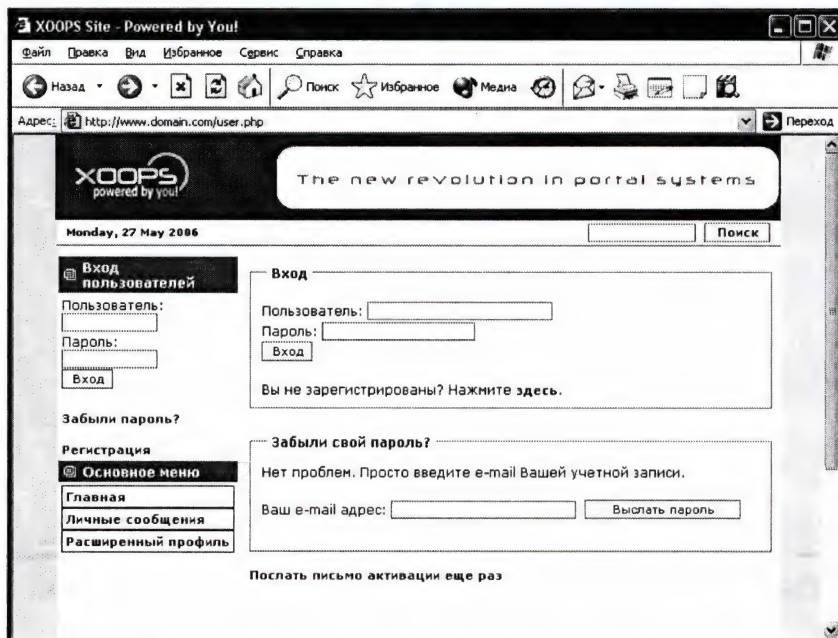 XOOPS Site - Powered by You!
Файл Правка Вид Избранное Сервис Справка
Назад Поиск Избранное Медиа
Адрес: http://www.domain.com/user.php Переход
XOOPS
powered by you!
The new revolution in portal systems
Monday, 27 May 2006
Поиск
Вход
пользователей
Пользователь:
Пароль:
Вход
Забыли пароль?
Регистрация
Основное меню
Главная
Личные сообщения
Расширенный профиль
Вход
Пользователь:
Пароль:
Вход
Вы не зарегистрированы? Нажмите здесь.
Забыли свой пароль?
Нет проблем. Просто введите e-mail Вашей учетной записи.
Ваш e-mail адрес: Выслать пароль
Послать письмо активации еще раз